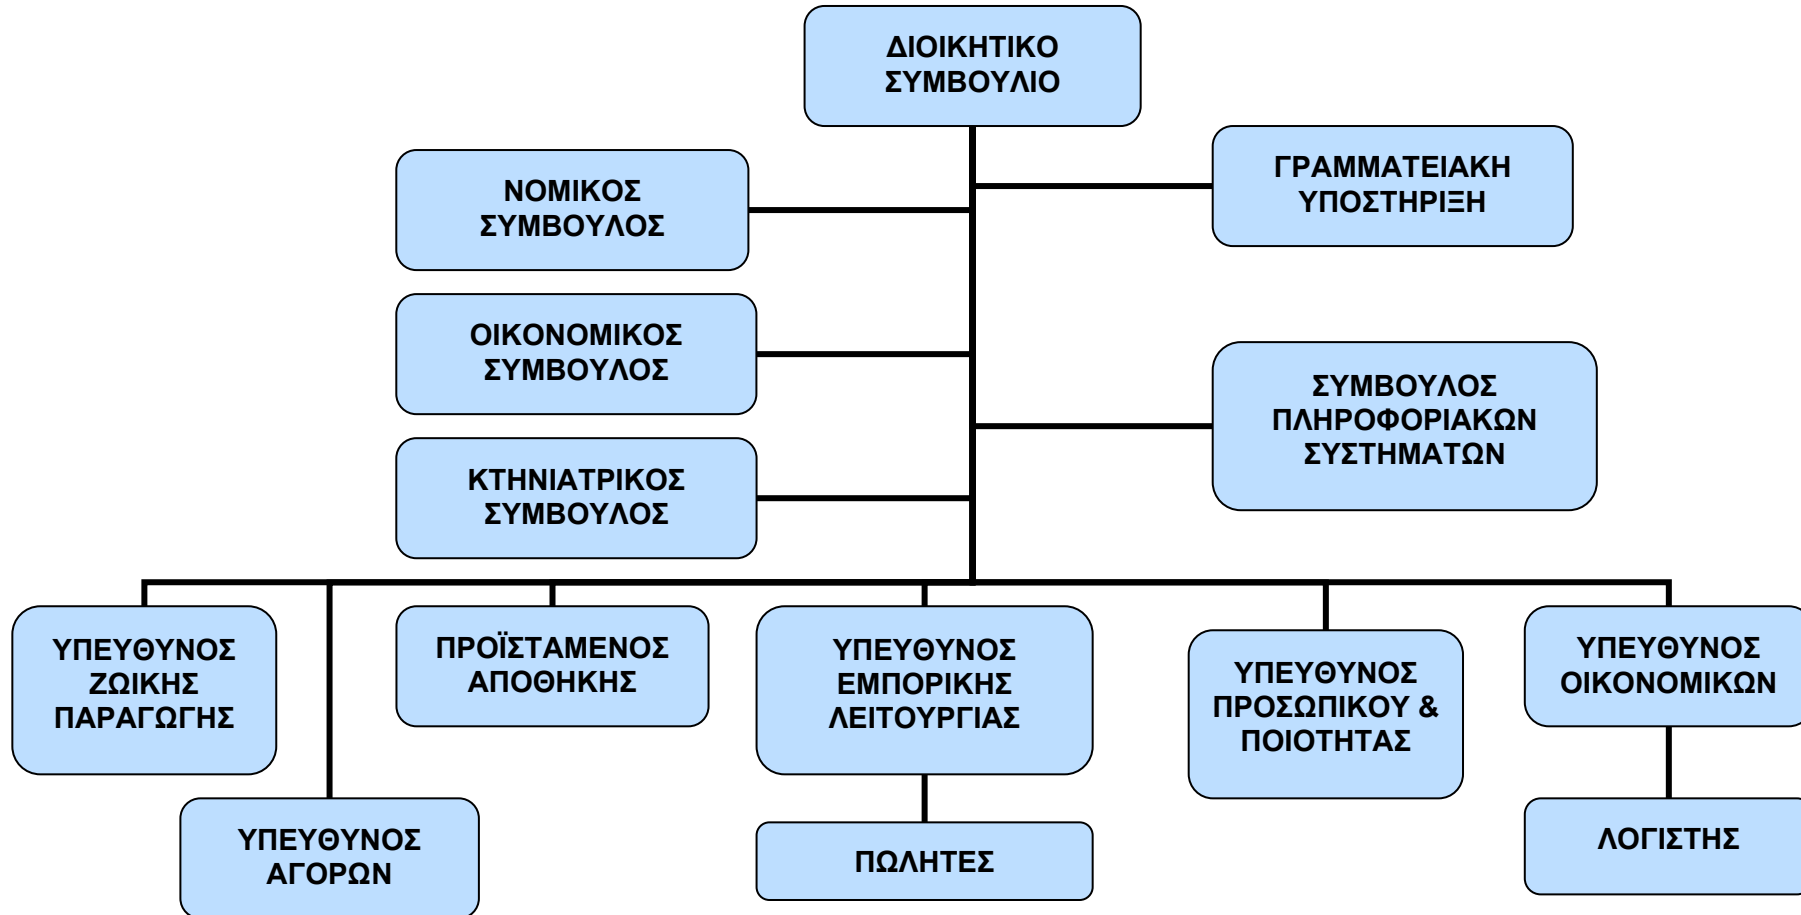 ΔΙΟΙΚΗΤΙΚΟ
ΣΥΜΒΟΥΛΙΟ
ΓΡΑΜΜΑΤΕΙΑΚΗ
ΥΠΟΣΤΗΡΙΞΗ
ΝΟΜΙΚΟΣ
ΣΥΜΒΟΥΛΟΣ
ΟΙΚΟΝΟΜΙΚΟΣ
ΣΥΜΒΟΥΛΟΣ
ΣΥΜΒΟΥΛΟΣ
ΠΛΗΡΟΦΟΡΙΑΚΩΝ
ΣΥΣΤΗΜΑΤΩΝ
ΚΤΗΝΙΑΤΡΙΚΟΣ
ΣΥΜΒΟΥΛΟΣ
ΥΠΕΥΘΥΝΟΣ
ΖΩΙΚΗΣ
ΠΑΡΑΓΩΓΗΣ
ΠΡΟΪΣΤΑΜΕΝΟΣ
ΑΠΟΘΗΚΗΣ
ΥΠΕΥΘΥΝΟΣ
ΕΜΠΟΡΙΚΗΣ
ΛΕΙΤΟΥΡΓΙΑΣ
ΥΠΕΥΘΥΝΟΣ
ΠΡΟΣΩΠΙΚΟΥ &
ΠΟΙΟΤΗΤΑΣ
ΥΠΕΥΘΥΝΟΣ
ΟΙΚΟΝΟΜΙΚΩΝ
ΥΠΕΥΘΥΝΟΣ
ΑΓΟΡΩΝ
ΠΩΛΗΤΕΣ
ΛΟΓΙΣΤΗΣ